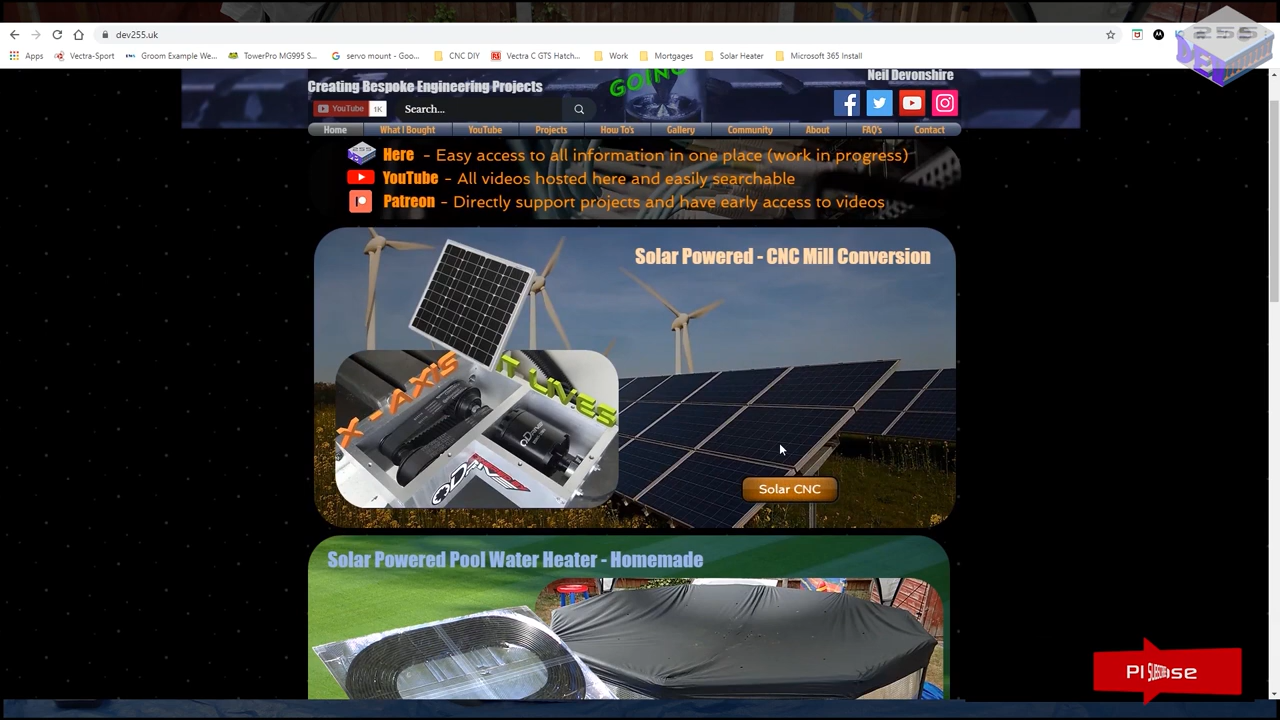 dev255.uk
Apps
Vectra-Sport
Groom Example We...
TowerPro MG995 S...
servo mount - Goo...
CNC DIY
Vectra C GTS Hatch...
Work
Mortgages
Solar Heater
Microsoft 365 Install
255
DEV
GOING
Creating Bespoke Engineering Projects
Neil Devonshire
YouTube 1K
Search...
Home
What I Bought
YouTube
Projects
How To's
Gallery
Community
About
FAQ's
Contact
Here - Easy access to all information in one place (work in progress)
YouTube - All videos hosted here and easily searchable
Patreon - Directly support projects and have early access to videos
Solar Powered - CNC Mill Conversion
X-AXIS
IT LIVES
ODRIVE
Solar CNC
Solar Powered Pool Water Heater - Homemade